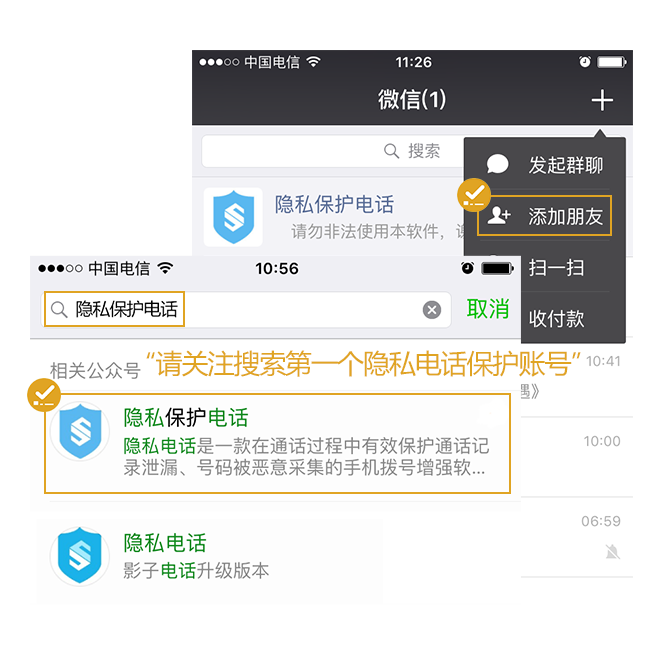 中国电信
11:26
微信(1)
搜索
发起群聊
隐私保护电话
请勿非法使用本软件，
添加朋友
扫一扫
收付款
中国电信
10:56
隐私保护电话
取消
相关公众号
“请关注搜索第一个隐私电话保护账号”
10:41
遇》
隐私保护电话
隐私电话是一款在通话过程中有效保护通话记
录泄漏、号码被恶意采集的手机拨号增强软...
10:00
06:59
隐私电话
影子电话升级版本